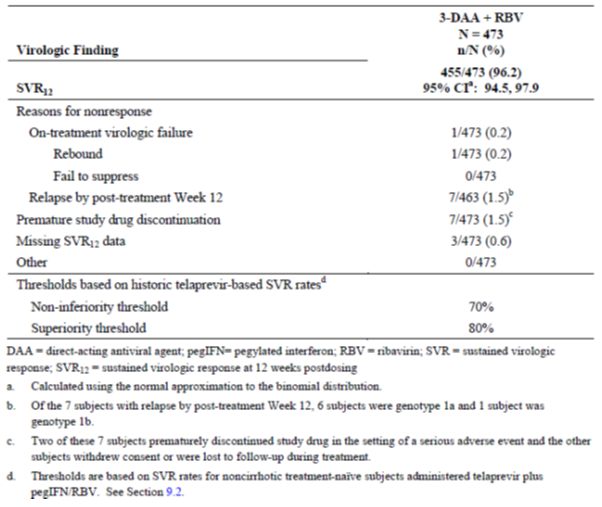 3-DAA + RBV
N = 473
Virologic Finding n/N (%)
455/473 (96.2)
SVR12 95% CIa: 94.5, 97.9
Reasons for nonresponse
On-treatment virologic failure 1/473 (0.2)
Rebound 1/473 (0.2)
Fail to suppress 0/473
Relapse by post-treatment Week 12 7/463 (1.5)b
Premature study drug discontinuation 7/473 (1.5)c
Missing SVR12 data 3/473 (0.6)
Other 0/473
Thresholds based on historic telaprevir-based SVR ratesd
Non-inferiority threshold 70%
Superiority threshold 80%
DAA = direct-acting antiviral agent; pegIFN= pegylated interferon; RBV = ribavirin; SVR = sustained virologic
response; SVR12 = sustained virologic response at 12 weeks postdosing
a. Calculated using the normal approximation to the binomial distribution.
b. Of the 7 subjects with relapse by post-treatment Week 12, 6 subjects were genotype 1a and 1 subject was
genotype 1b.
c. Two of these 7 subjects prematurely discontinued study drug in the setting of a serious adverse event and the other
subjects withdrew consent or were lost to follow-up during treatment.
d. Thresholds are based on SVR rates for noncirrhotic treatment-naïve subjects administered telaprevir plus
pegIFN/RBV. See Section 9.2.